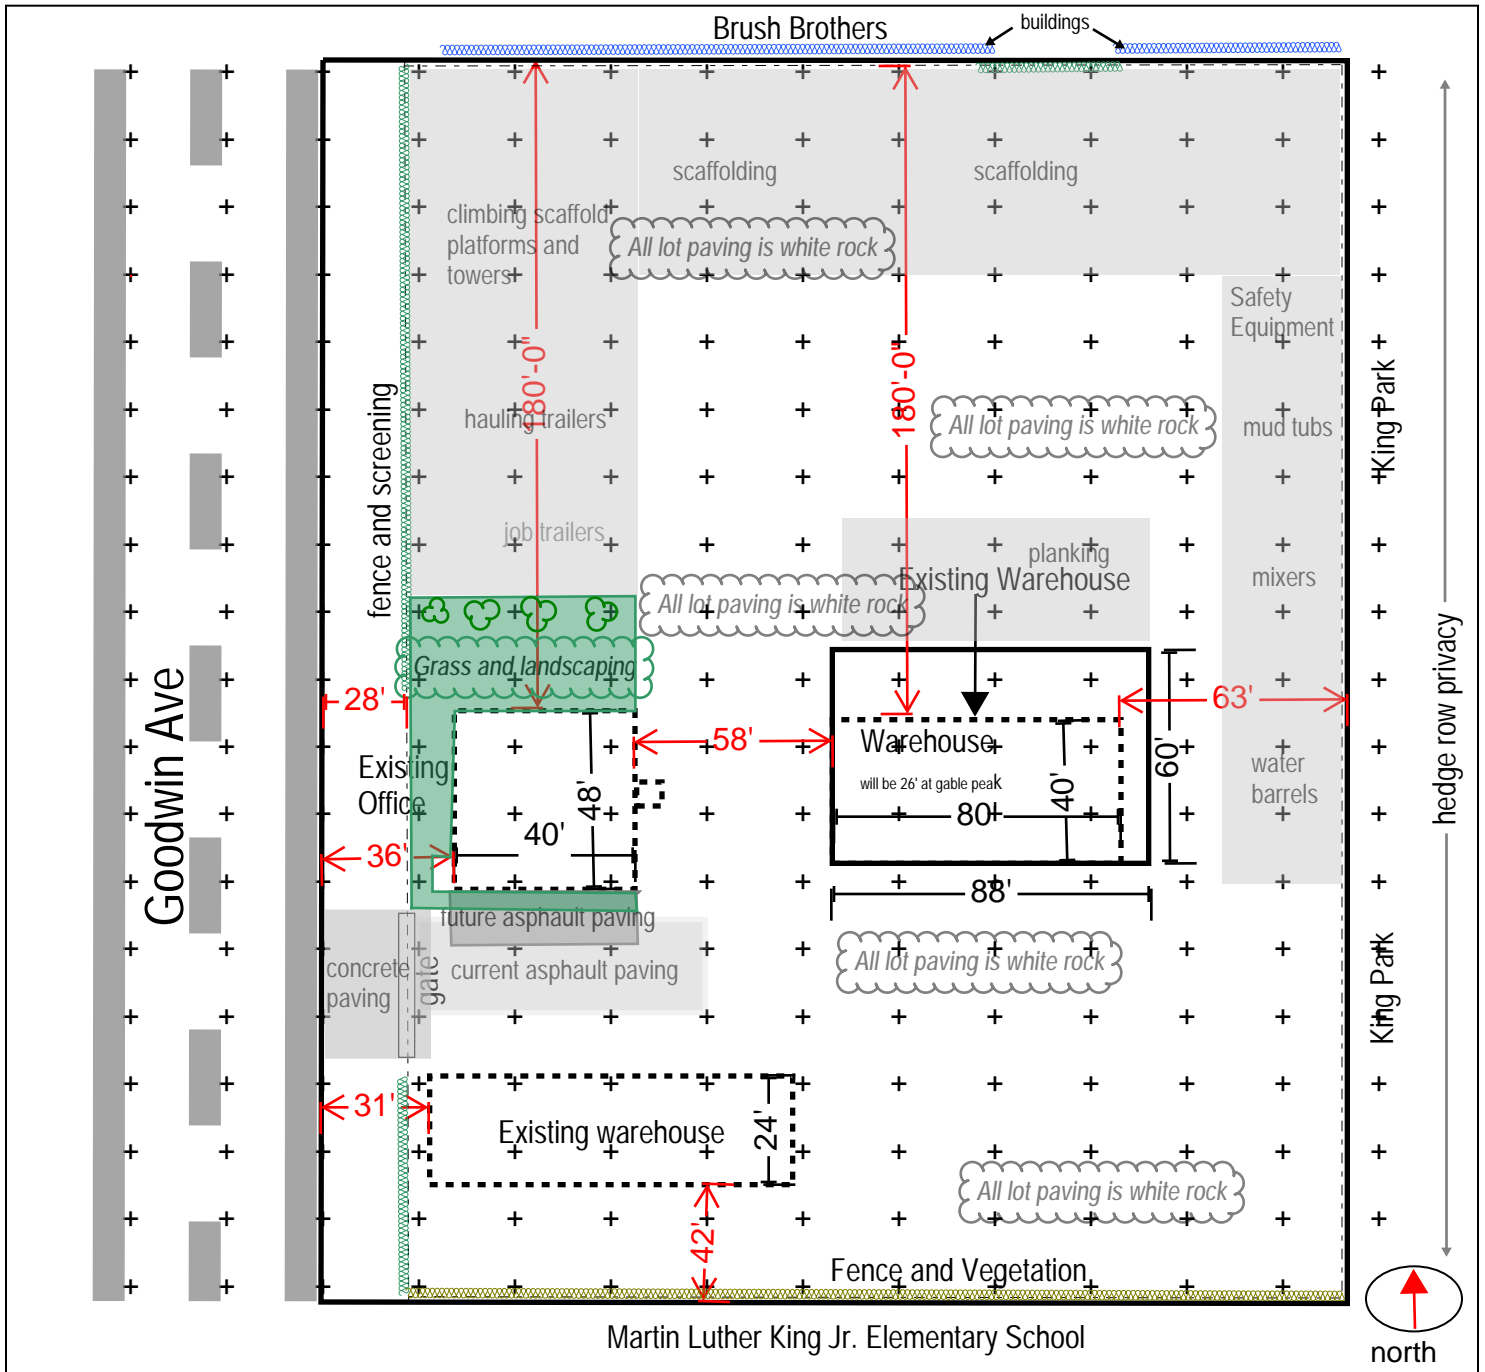 Brush Brothers
buildings
scaffolding
scaffolding
climbing scaffold
platforms and
towers
All lot paving is white rock
Safety
Equipment
180'-0"
180'-0"
fence and screening
hauling trailers
All lot paving is white rock
mud tubs
King Park
job trailers
planking
Existing Warehouse
mixers
All lot paving is white rock
Grass and landscaping
hedge row privacy
28'
63'
58'
Goodwin Ave
Existing
Office
48'
40'
Warehouse
will be 26' at gable peak
40'
80'
60'
water
barrels
36'
88'
future asphault paving
concrete
paving
gate
current asphault paving
All lot paving is white rock
King Park
31'
Existing warehouse
24'
All lot paving is white rock
42'
Fence and Vegetation
Martin Luther King Jr. Elementary School
north